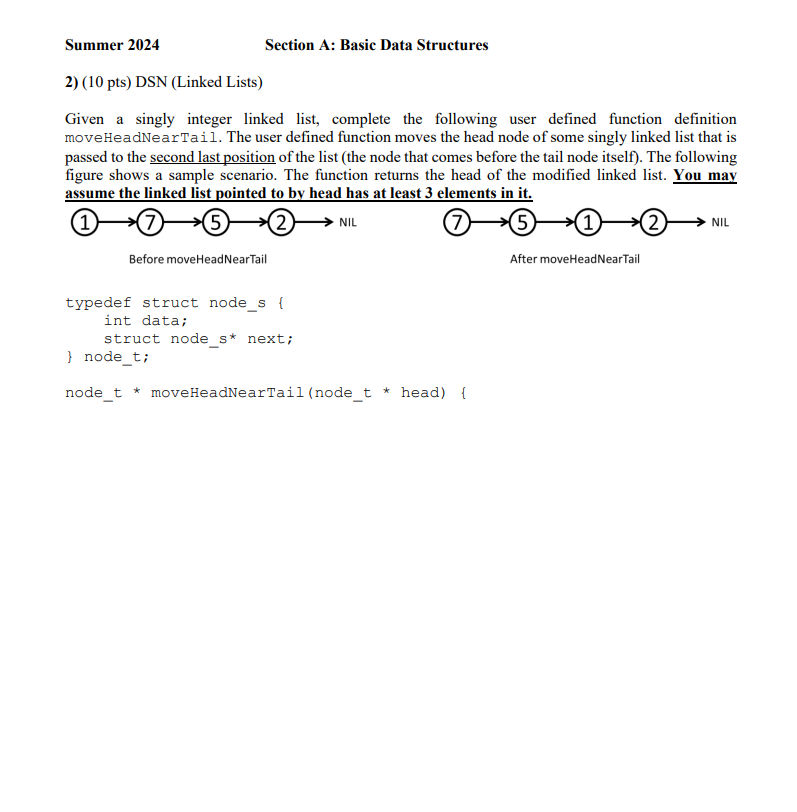 Summer 2024 Section A: Basic Data Structures
2) (10 pts) DSN (Linked Lists)
Given a singly integer linked list, complete the following user defined function definition
moveHeadNearTail. The user defined function moves the head node of some singly linked list that is
passed to the second last position of the list (the node that comes before the tail node itself). The following
figure shows a sample scenario. The function returns the head of the modified linked list. You may
assume the linked list pointed to by head has at least 3 elements in it.
1 7 5 2 NIL 7 5 1 2 NIL
Before moveHeadNearTail After moveHeadNearTail
typedef struct node_s {
    int data;
    struct node_s* next;
} node_t;
node_t * moveHeadNearTail(node_t * head) {